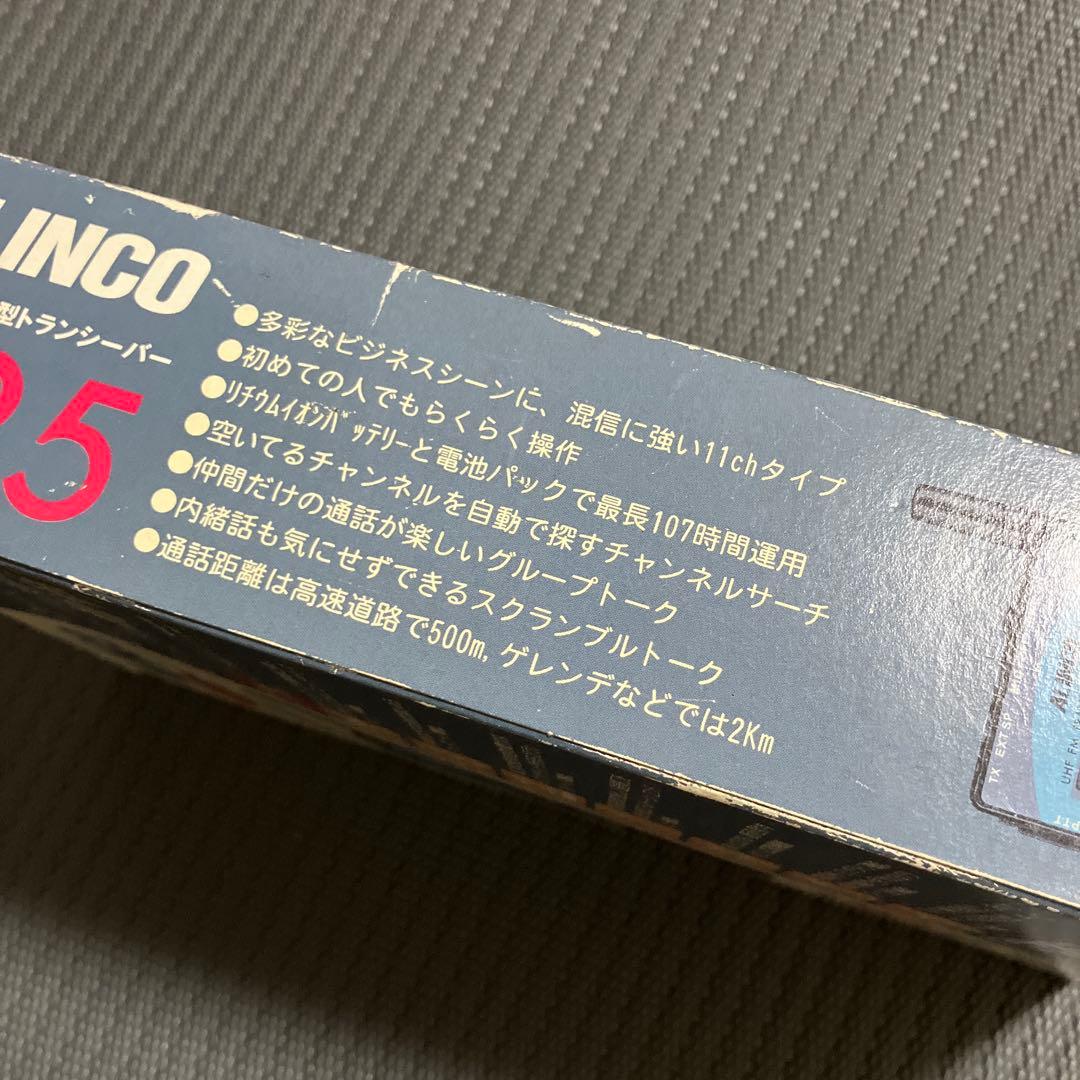 LINCO
型トランシーバー
5
●多彩なビジネスシーンに、混信に強い11chタイプ
●初めての人でもらくらく操作
●ﾘﾁｳﾑｲｵﾝﾊﾞｯﾃﾘｰと電池パックで最長107時間運用
●空いてるチャンネルを自動で探すチャンネルサーチ
●仲間だけの通話が楽しいグループトーク
●内緒話も気にせずできるスクランブルトーク
●通話距離は高速道路で500m,ゲレンデなどでは2Km
TX EXT
UHF FM
PTT